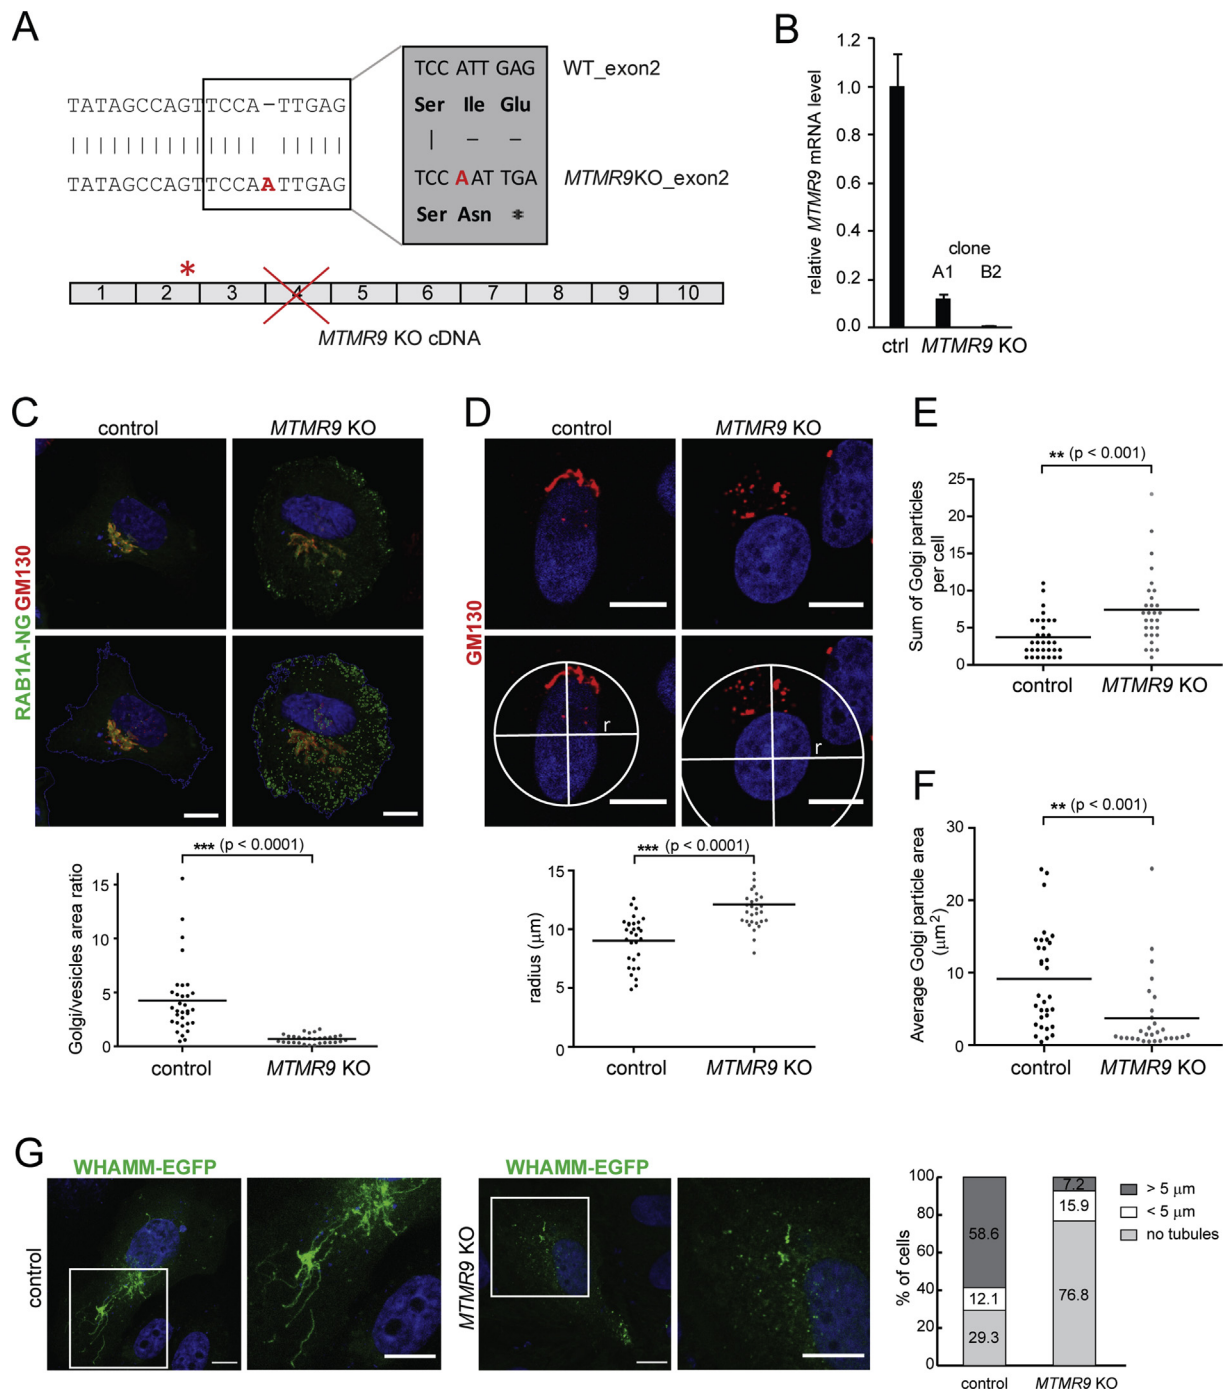 A
TATAGCCAGTTCCA–TTGAG
TATAGCCAGTTCCAATTGAG
TCC ATT GAG
WT_exon2
Ser Ile Glu
| – –
TCC AAT TGA
MTMR9KO_exon2
Ser Asn *
*
1 2 3 4 5 6 7 8 9 10
MTMR9 KO cDNA
B
relative MTMR9 mRNA level
1.2
1.0
0.8
0.6
0.4
0.2
0.0
clone
A1 B2
ctrl MTMR9 KO
C
control MTMR9 KO
RAB1A-NG GM130
*** (p < 0.0001)
Golgi/vesicles area ratio
15
10
5
0
control MTMR9 KO
D
control MTMR9 KO
GM130
r
r
*** (p < 0.0001)
radius (μm)
15
10
5
0
control MTMR9 KO
E
** (p < 0.001)
Sum of Golgi particles
per cell
25
20
15
10
5
0
control MTMR9 KO
F
** (p < 0.001)
Average Golgi particle area
(μm²)
30
20
10
0
control MTMR9 KO
G
WHAMM-EGFP
control
WHAMM-EGFP
MTMR9 KO
% of cells
100
80
60
40
20
0
58.6
12.1
29.3
7.2
15.9
76.8
> 5 μm
< 5 μm
no tubules
control MTMR9 KO